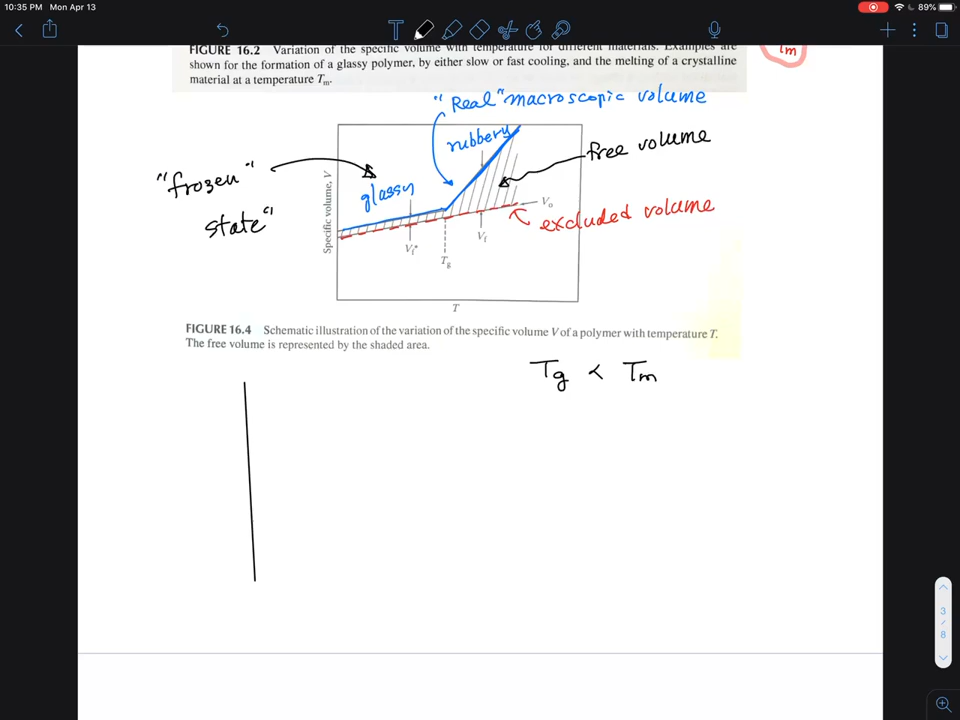 10:35 PM Mon Apr 13
89%
FIGURE 16.2 Variation of the specific volume with temperature for different materials. Examples are
shown for the formation of a glassy polymer, by either slow or fast cooling, and the melting of a crystalline
material at a temperature Tm.
Tm
"Real" macroscopic volume
rubbery
free volume
"frozen"
state"
glassy
Specific volume, V
V₀
excluded volume
Vf*
Vf
Tg
T
FIGURE 16.4 Schematic illustration of the variation of the specific volume V of a polymer with temperature T.
The free volume is represented by the shaded area.
Tg < Tm
3
/
8